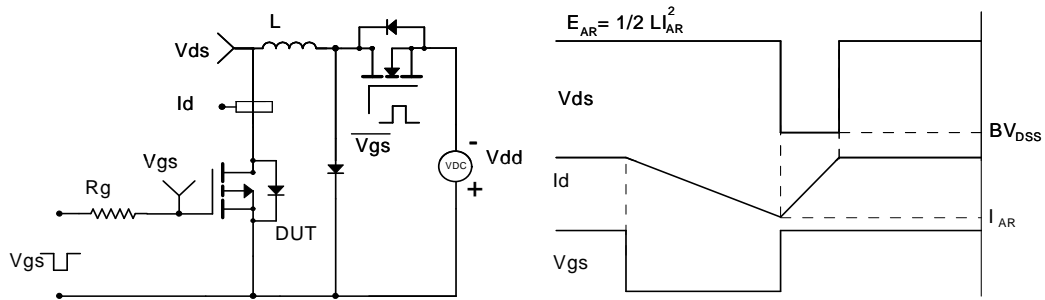 L
E_AR= 1/2 LI_AR^2
Vds
Id
Vgs
Vgs
-
VDC
Vdd
+
Rg
DUT
Vgs
Vds
BV_DSS
Id
I_AR
Vgs